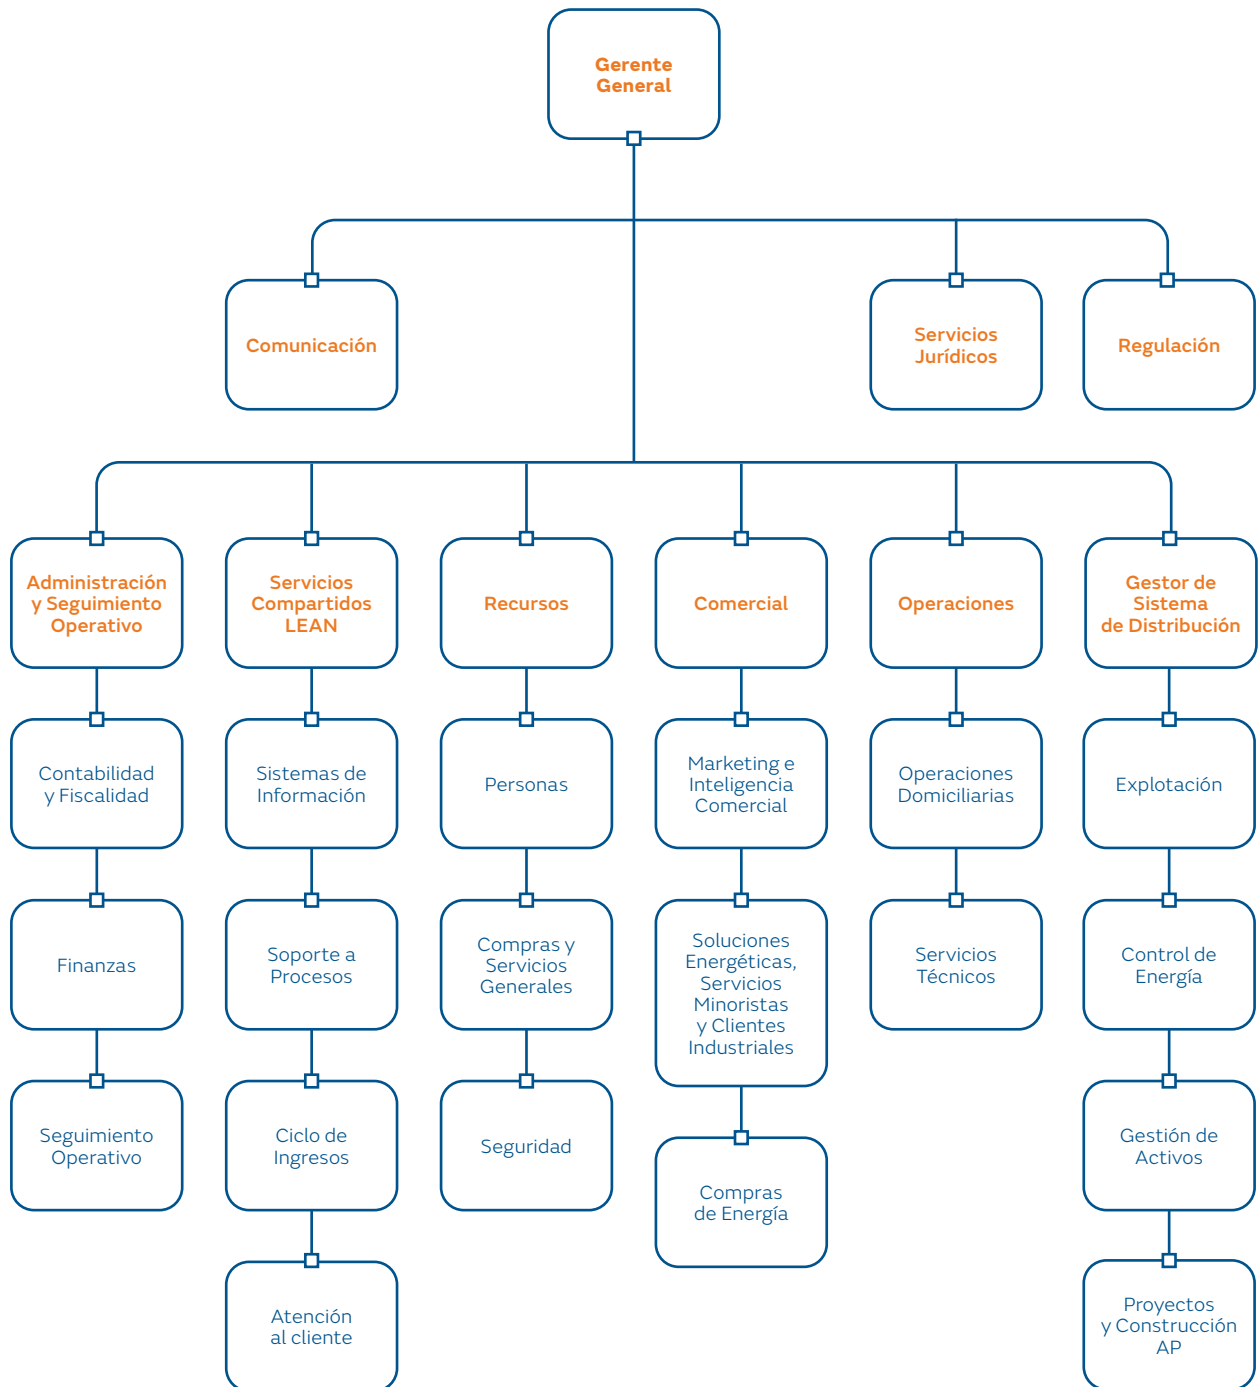 Gerente
General
Comunicación
Servicios
Jurídicos
Regulación
Administración
y Seguimiento
Operativo
Servicios
Compartidos
LEAN
Recursos
Comercial
Operaciones
Gestor de
Sistema
de Distribución
Contabilidad
y Fiscalidad
Sistemas de
Información
Personas
Marketing e
Inteligencia
Comercial
Operaciones
Domiciliarias
Explotación
Finanzas
Soporte a
Procesos
Compras y
Servicios
Generales
Soluciones
Energéticas,
Servicios
Minoristas
y Clientes
Industriales
Servicios
Técnicos
Control de
Energía
Seguimiento
Operativo
Ciclo de
Ingresos
Seguridad
Compras
de Energía
Gestión de
Activos
Atención
al cliente
Proyectos
y Construcción
AP